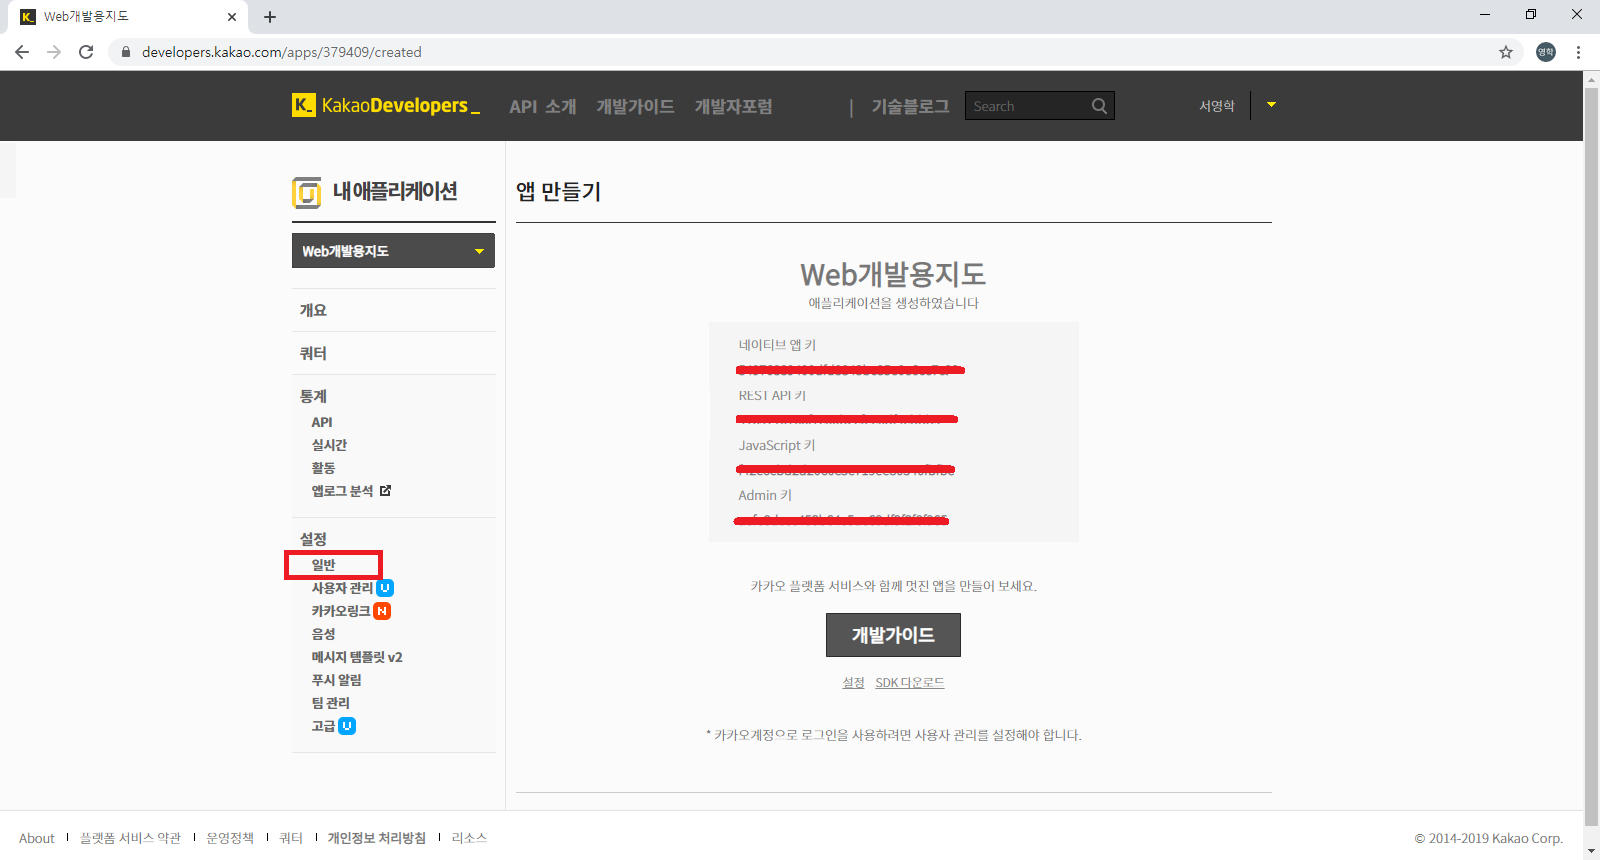 Web개발용지도
developers.kakao.com/apps/379409/created
영학
K_ KakaoDevelopers_ API 소개 개발가이드 개발자포럼 | 기술블로그 Search 서영학
내 애플리케이션
Web개발용지도
개요
쿼터
통계
API
실시간
활동
앱로그 분석
설정
일반
사용자 관리 U
카카오링크 N
음성
메시지 템플릿 v2
푸시 알림
팀 관리
고급 U
앱 만들기
Web개발용지도
애플리케이션을 생성하였습니다
네이티브 앱 키
REST API 키
JavaScript 키
Admin 키
카카오 플랫폼 서비스와 함께 멋진 앱을 만들어 보세요.
개발가이드
설정 SDK 다운로드
* 카카오계정으로 로그인을 사용하려면 사용자 관리를 설정해야 합니다.
About | 플랫폼 서비스 약관 | 운영정책 | 쿼터 | 개인정보 처리방침 | 리소스
© 2014-2019 Kakao Corp.